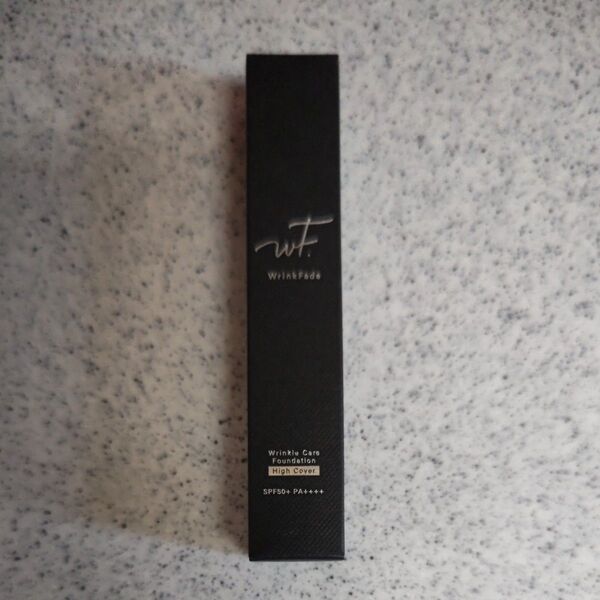 WF.
WrinkFade
Wrinkle Care
Foundation
High Cover
SPF50+ PA++++